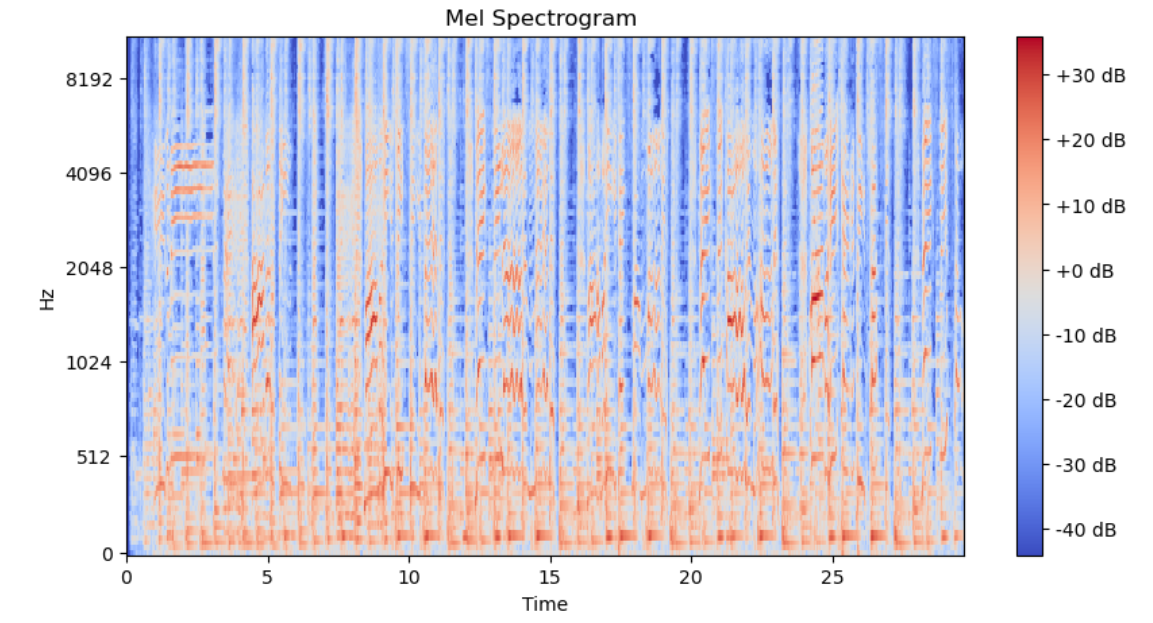 Mel Spectrogram
8192
4096
2048
1024
512
0
Hz
0 5 10 15 20 25
Time
+30 dB
+20 dB
+10 dB
+0 dB
-10 dB
-20 dB
-30 dB
-40 dB